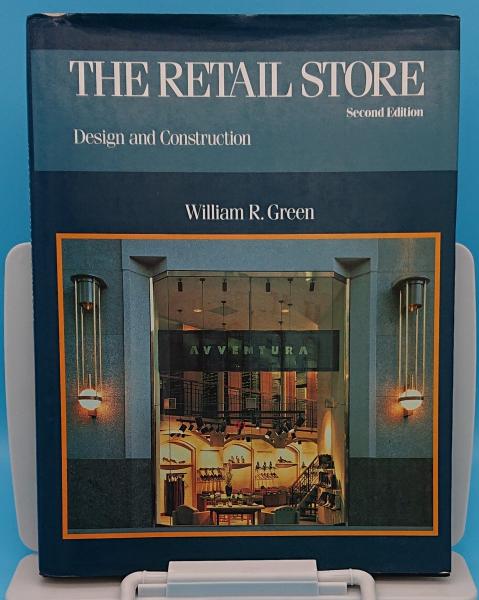 THE RETAIL STORE
Second Edition
Design and Construction
William R. Green
AVVENTURA